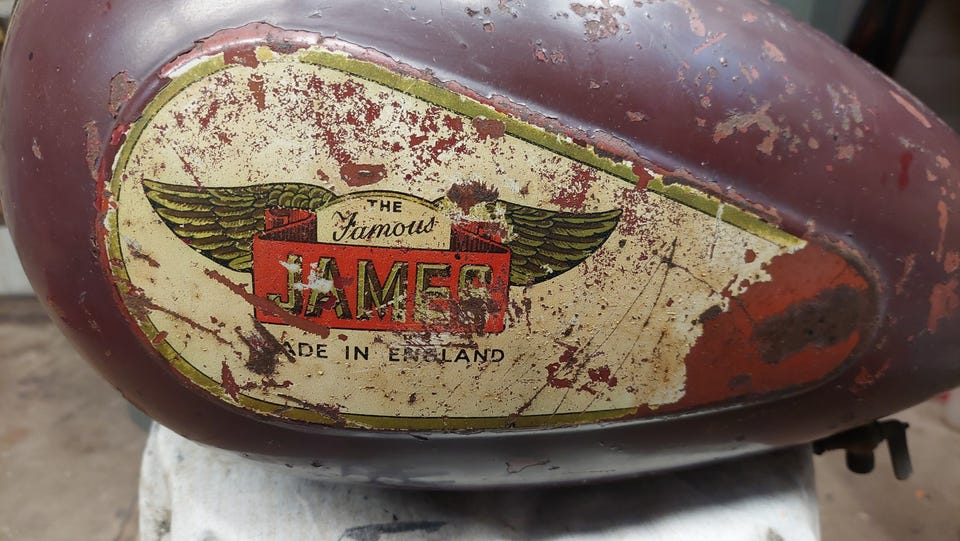 THE
Famous
JAMES
MADE IN ENGLAND